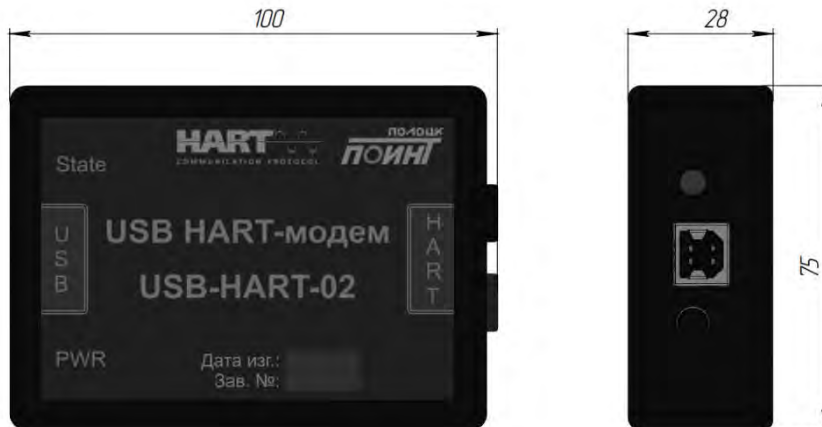 100
28
HART
COMMUNICATION PROTOCOL
ПОЛОЦК
ПОИНТ
State
USB
USB HART-модем
USB-HART-02
HART
75
PWR
Дата изг.:
Зав. №: